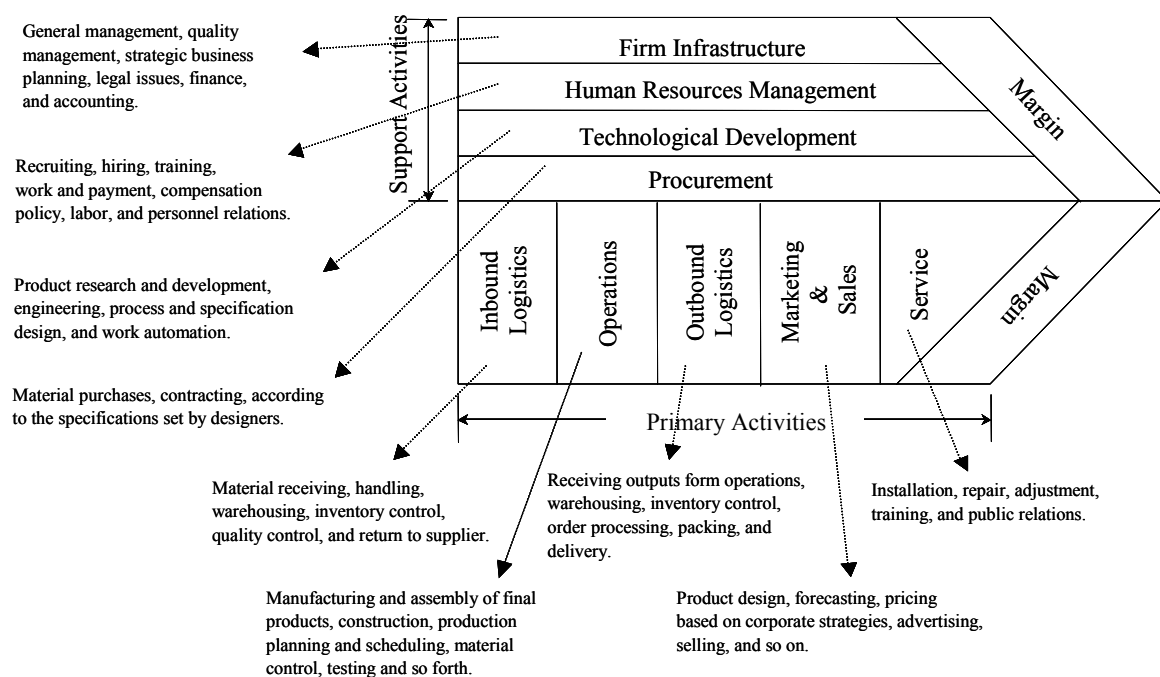 General management, quality
management, strategic business
planning, legal issues, finance,
and accounting.
Recruiting, hiring, training,
work and payment, compensation
policy, labor, and personnel relations.
Product research and development,
engineering, process and specification
design, and work automation.
Material purchases, contracting, according
to the specifications set by designers.
Support Activities
Firm Infrastructure
Human Resources Management
Technological Development
Procurement
Margin
Inbound
Logistics
Operations
Outbound
Logistics
Marketing
&
Sales
Service
Margin
Primary Activities
Material receiving, handling,
warehousing, inventory control,
quality control, and return to supplier.
Receiving outputs form operations,
warehousing, inventory control,
order processing, packing, and
delivery.
Installation, repair, adjustment,
training, and public relations.
Manufacturing and assembly of final
products, construction, production
planning and scheduling, material
control, testing and so forth.
Product design, forecasting, pricing
based on corporate strategies, advertising,
selling, and so on.